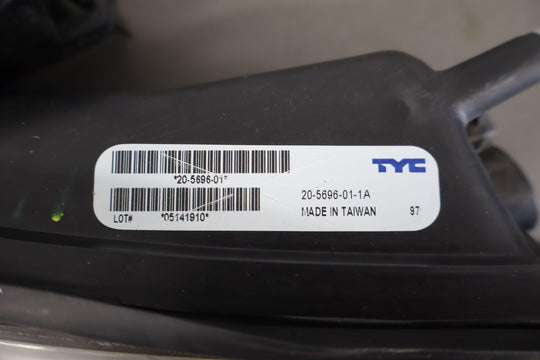 TYC
*20-5696-01*
20-5696-01-1A
LOT# *05141910*
MADE IN TAIWAN 97